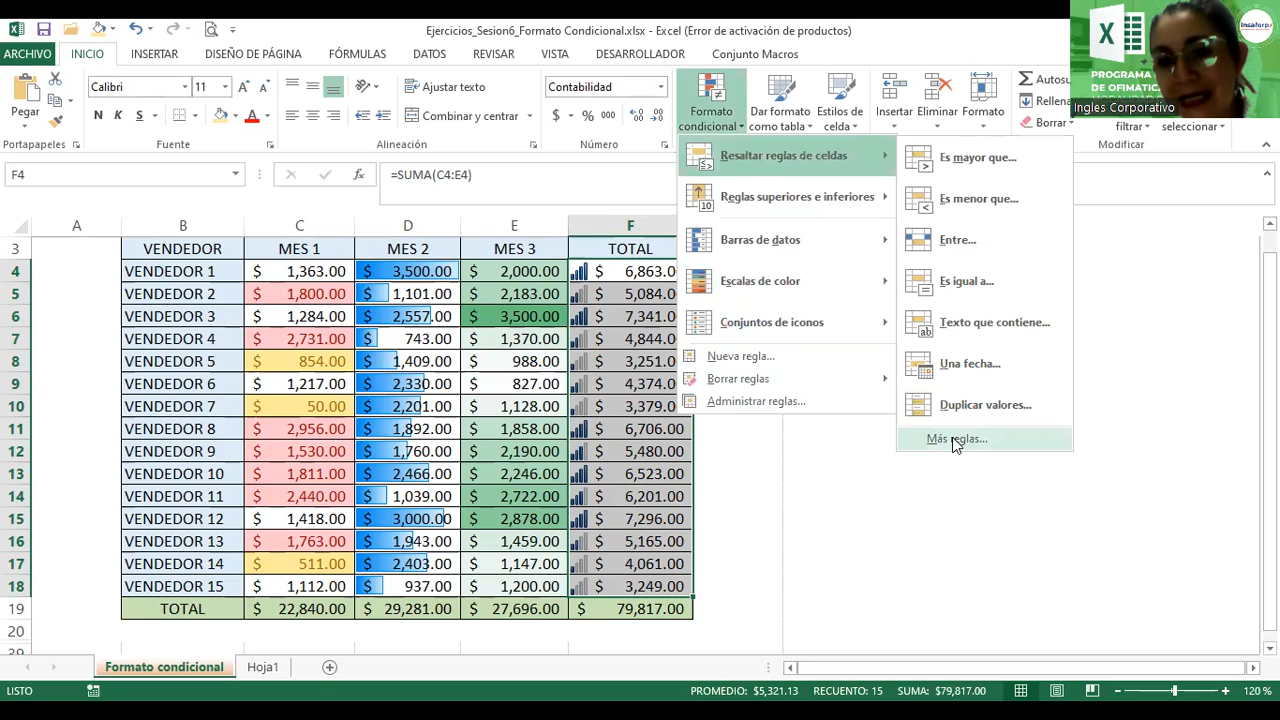 Ejercicios_Sesion6_Formato Condicional.xlsx - Excel (Error de activación de productos)
Insaforp
PROGRAMA
DE OFIMÁTICA
Ingles Corporativo
ARCHIVO INICIO INSERTAR DISEÑO DE PÁGINA FÓRMULAS DATOS REVISAR VISTA DESARROLLADOR Conjunto Macros
Pegar
Calibri 11
N K S
Ajustar texto
Combinar y centrar
Contabilidad
$ % 000
Formato condicional
Dar formato como tabla
Estilos de celda
Insertar Eliminar Formato
Autosu
Rellena
Borrar
filtrar seleccionar
Portapapeles Fuente Alineación Número Modificar
F4 =SUMA(C4:E4)
Resaltar reglas de celdas
Reglas superiores e inferiores
Barras de datos
Escalas de color
Conjuntos de iconos
Nueva regla...
Borrar reglas
Administrar reglas...
Es mayor que...
Es menor que...
Entre...
Es igual a...
Texto que contiene...
Una fecha...
Duplicar valores...
Más reglas...
A B C D E F
3 VENDEDOR MES 1 MES 2 MES 3 TOTAL
4 VENDEDOR 1 $ 1,363.00 $ 3,500.00 $ 2,000.00 $ 6,863.0
5 VENDEDOR 2 $ 1,800.00 $ 1,101.00 $ 2,183.00 $ 5,084.0
6 VENDEDOR 3 $ 1,284.00 $ 2,557.00 $ 3,500.00 $ 7,341.0
7 VENDEDOR 4 $ 2,731.00 $ 743.00 $ 1,370.00 $ 4,844.0
8 VENDEDOR 5 $ 854.00 $ 1,409.00 $ 988.00 $ 3,251.0
9 VENDEDOR 6 $ 1,217.00 $ 2,330.00 $ 827.00 $ 4,374.0
10 VENDEDOR 7 $ 50.00 $ 2,201.00 $ 1,128.00 $ 3,379.0
11 VENDEDOR 8 $ 2,956.00 $ 1,892.00 $ 1,858.00 $ 6,706.00
12 VENDEDOR 9 $ 1,530.00 $ 1,760.00 $ 2,190.00 $ 5,480.00
13 VENDEDOR 10 $ 1,811.00 $ 2,466.00 $ 2,246.00 $ 6,523.00
14 VENDEDOR 11 $ 2,440.00 $ 1,039.00 $ 2,722.00 $ 6,201.00
15 VENDEDOR 12 $ 1,418.00 $ 3,000.00 $ 2,878.00 $ 7,296.00
16 VENDEDOR 13 $ 1,763.00 $ 1,943.00 $ 1,459.00 $ 5,165.00
17 VENDEDOR 14 $ 511.00 $ 2,403.00 $ 1,147.00 $ 4,061.00
18 VENDEDOR 15 $ 1,112.00 $ 937.00 $ 1,200.00 $ 3,249.00
19 TOTAL $ 22,840.00 $ 29,281.00 $ 27,696.00 $ 79,817.00
20
Formato condicional Hoja1
LISTO PROMEDIO: $5,321.13 RECUENTO: 15 SUMA: $79,817.00 120 %